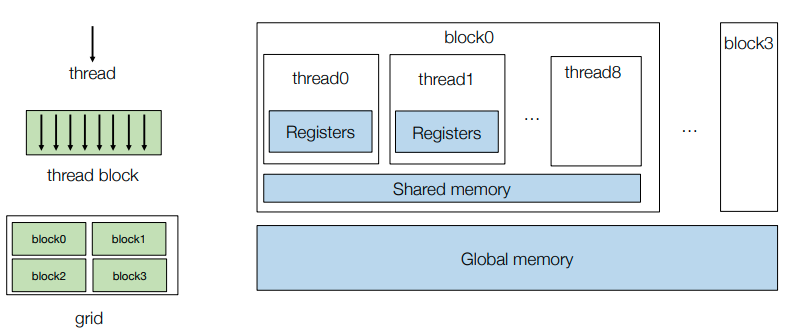 thread
thread block
block0
block1
block2
block3
grid
block0
thread0
Registers
thread1
Registers
...
thread8
Shared memory
...
block3
Global memory